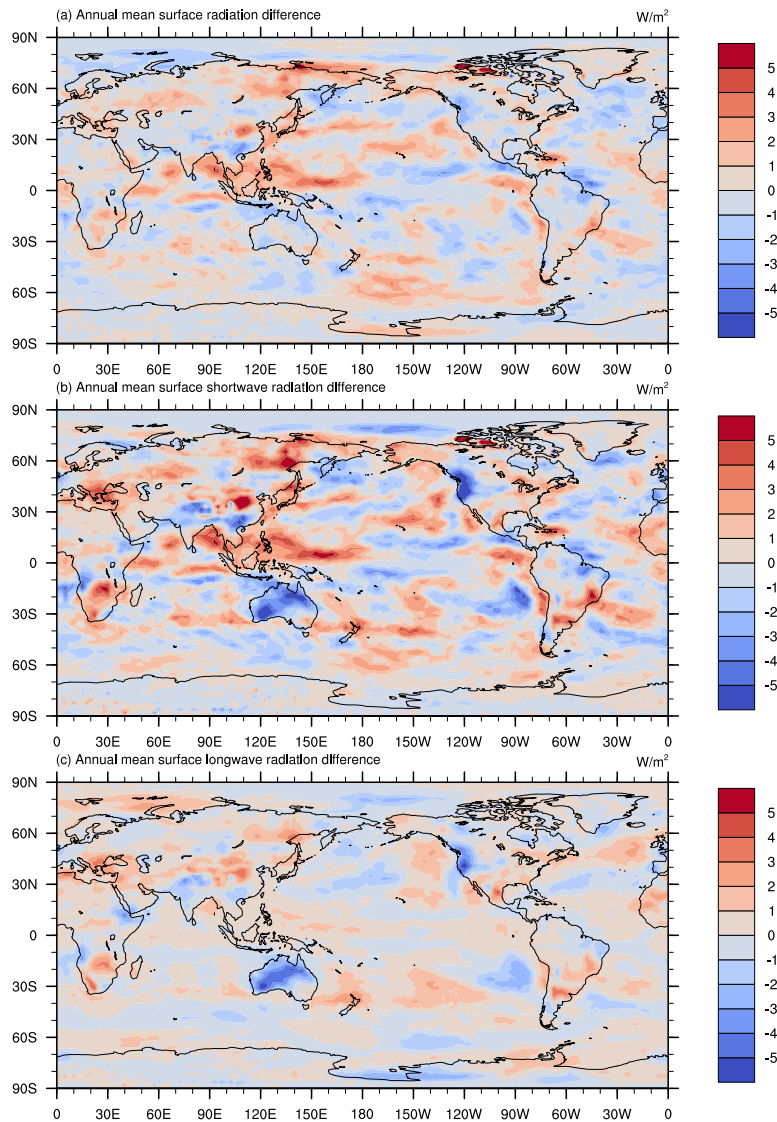 (a) Annual mean surface radiation difference W/m²
90N
60N
30N
0
30S
60S
90S
0 30E 60E 90E 120E 150E 180 150W 120W 90W 60W 30W 0
5
4
3
2
1
0
-1
-2
-3
-4
-5
(b) Annual mean surface shortwave radiation difference W/m²
90N
60N
30N
0
30S
60S
90S
0 30E 60E 90E 120E 150E 180 150W 120W 90W 60W 30W 0
5
4
3
2
1
0
-1
-2
-3
-4
-5
(c) Annual mean surface longwave radiation difference W/m²
90N
60N
30N
0
30S
60S
90S
0 30E 60E 90E 120E 150E 180 150W 120W 90W 60W 30W 0
5
4
3
2
1
0
-1
-2
-3
-4
-5